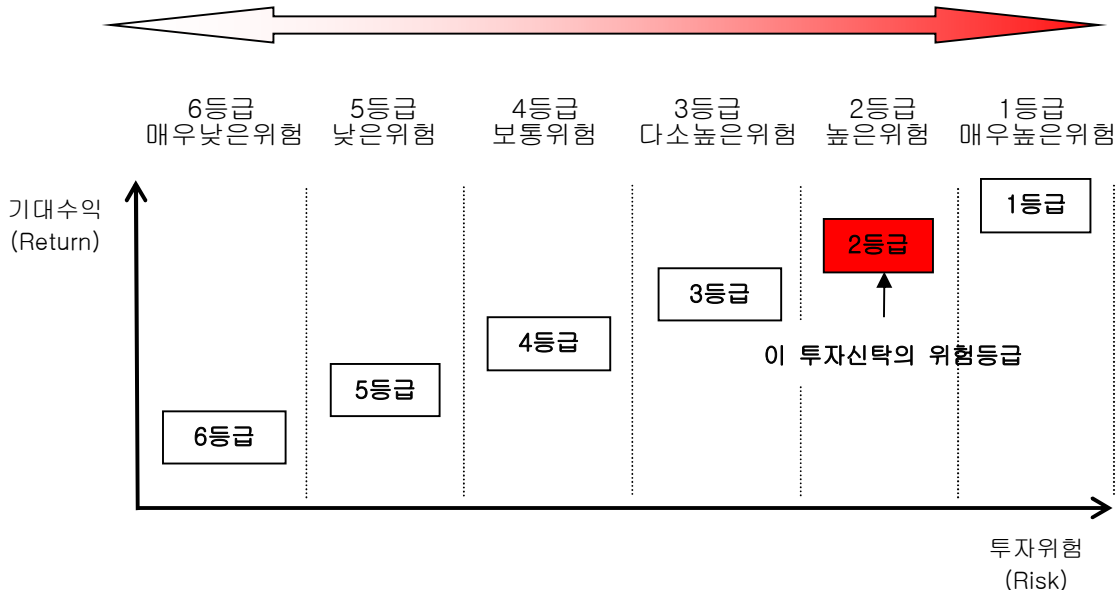 6등급 5등급 4등급 3등급 2등급 1등급
매우낮은위험 낮은위험 보통위험 다소높은위험 높은위험 매우높은위험
기대수익
(Return)
1등급
2등급
3등급
4등급
이 투자신탁의 위험등급
5등급
6등급
투자위험
(Risk)